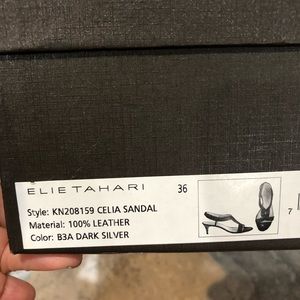 ELIE TAHARI 36
Style: KN208159 CELIA SANDAL
Material: 100% LEATHER
Color: B3A DARK SILVER
7